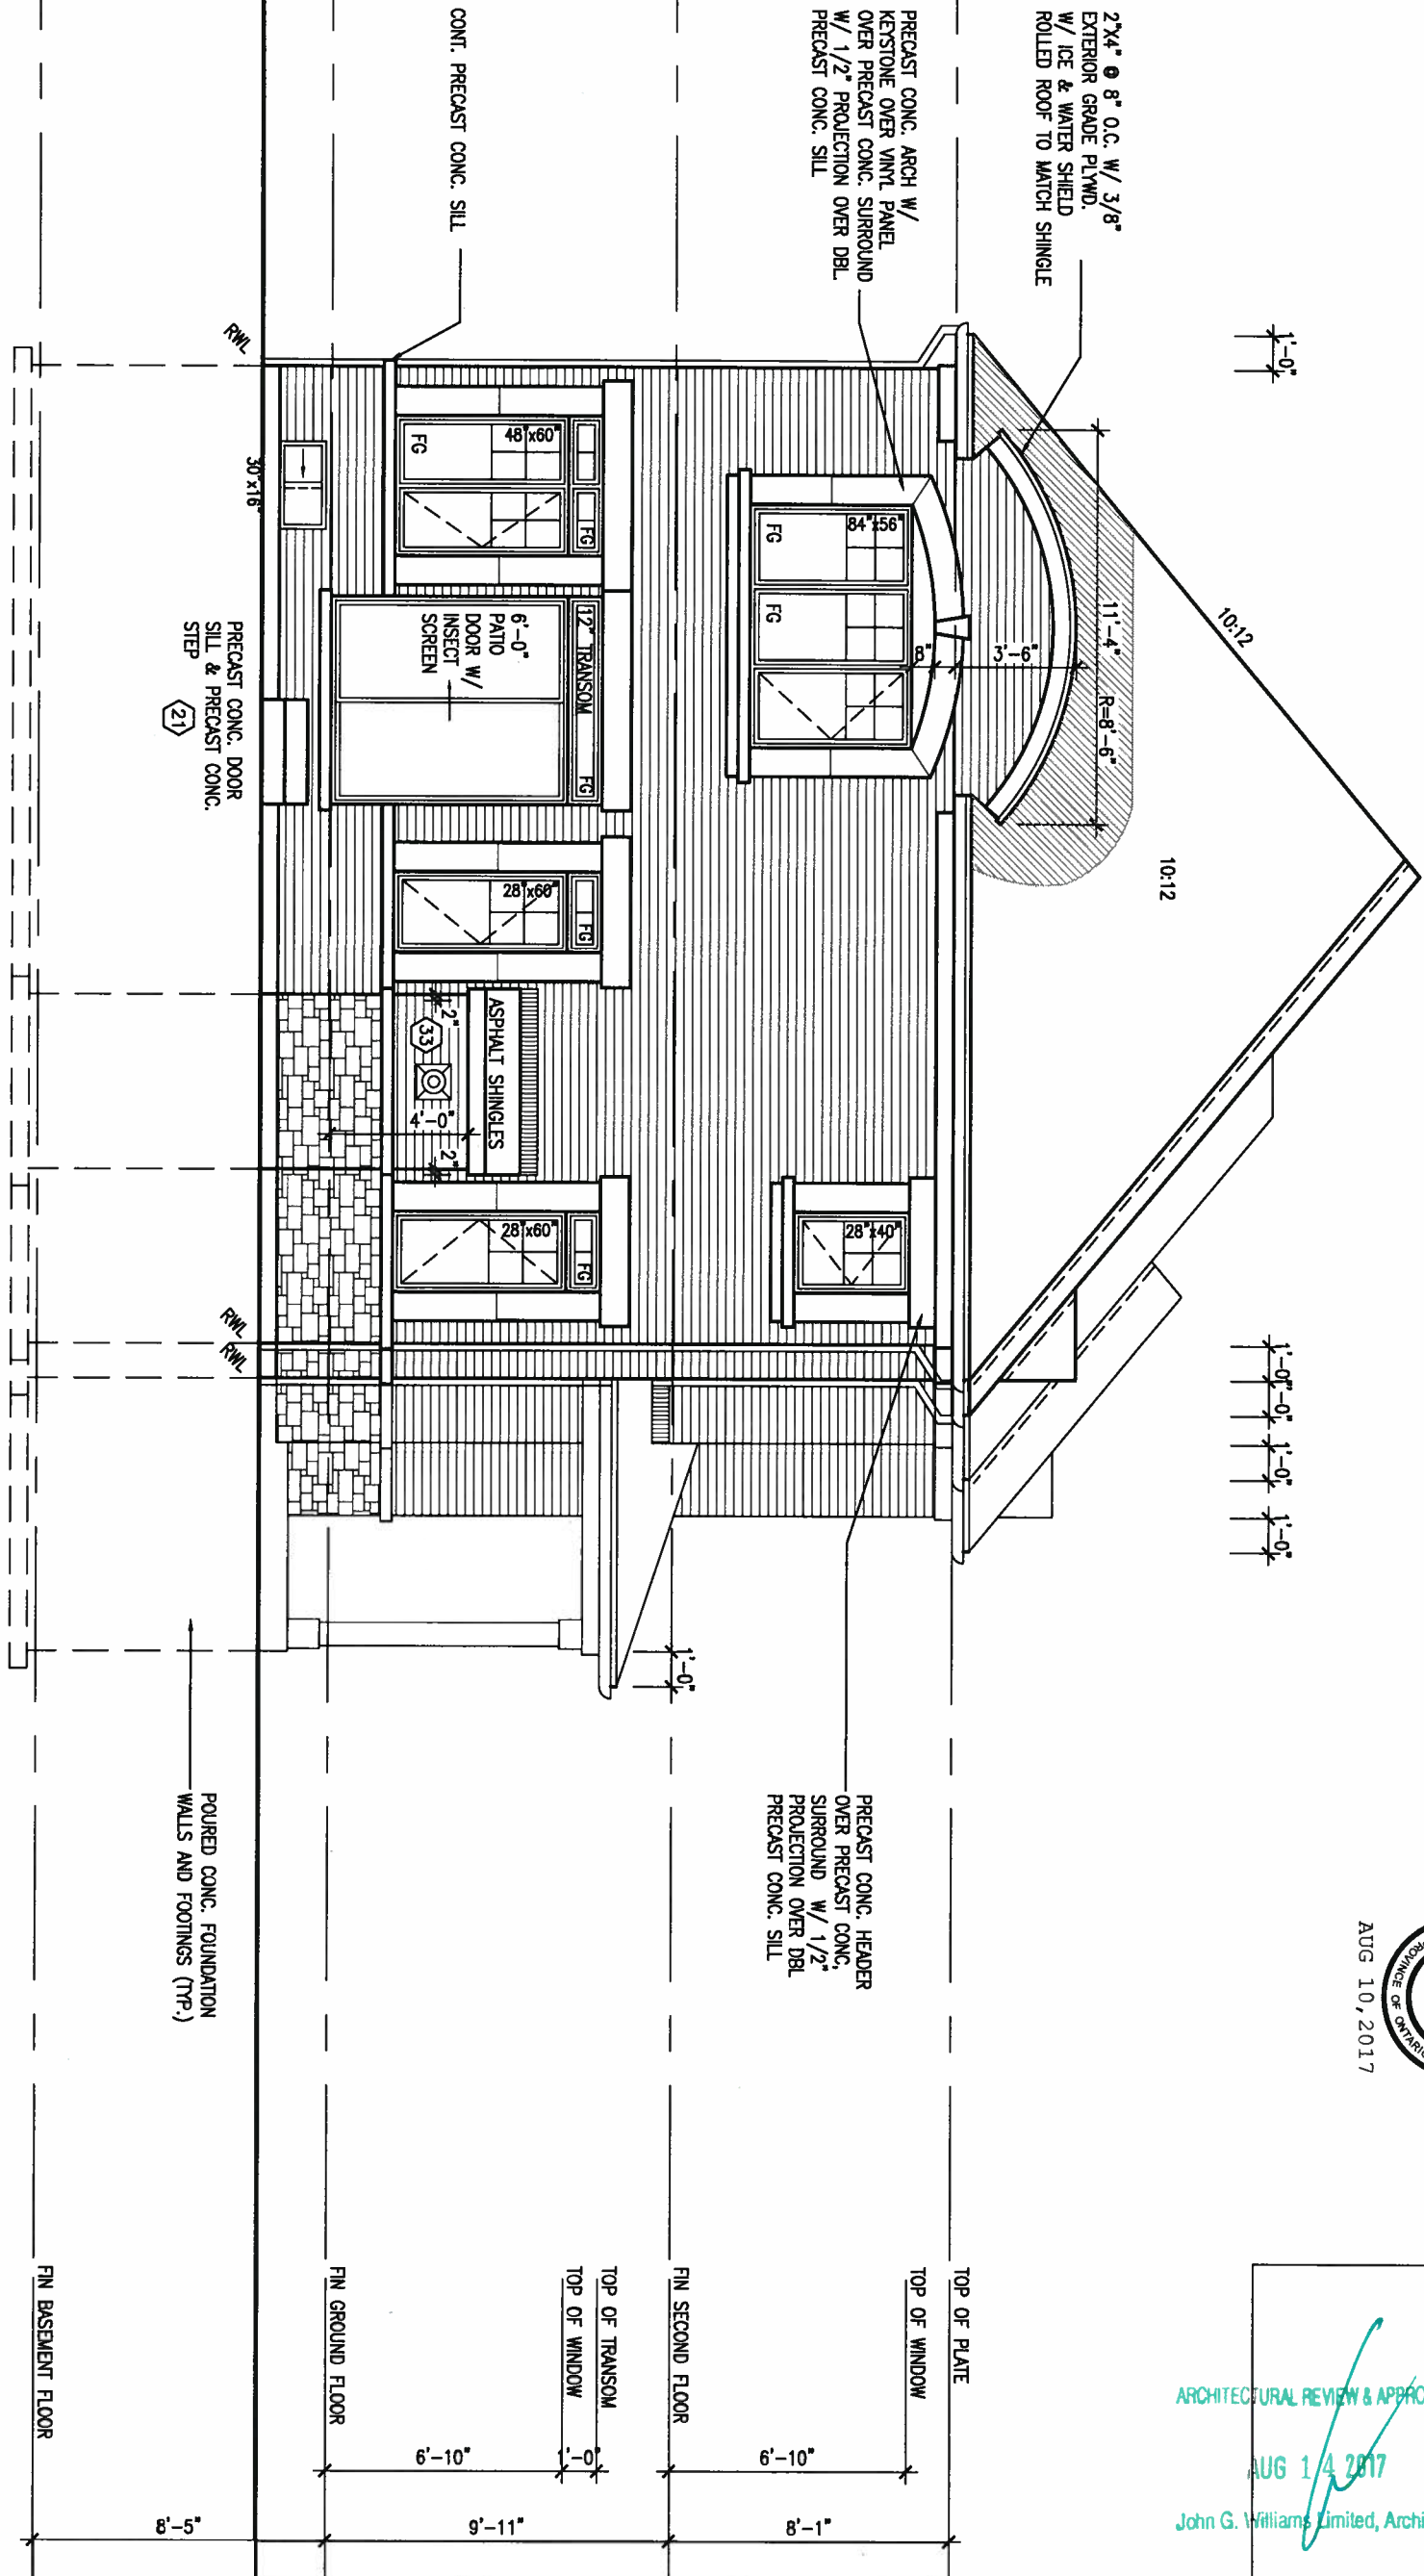 2"X4" @ 8" O.C. W/ 3/8"
EXTERIOR GRADE PLYWD.
W/ ICE & WATER SHIELD
ROLLED ROOF TO MATCH SHINGLE
PRECAST CONC. ARCH W/
KEYSTONE OVER VINYL PANEL
OVER PRECAST CONC. SURROUND
W/ 1/2" PROJECTION OVER DBL.
PRECAST CONC. SILL
CONT. PRECAST CONC. SILL
1'-0"
11'-4"
R=8'-6"
10:12
10:12
3'-6"
8"
84"x56"
FG
FG
48"x60"
FG
FG
12" TRANSOM
FG
6'-0"
PATIO
DOOR W/
INSECT
SCREEN
28"x60"
FG
ASPHALT SHINGLES
2"
33
4'-0"
2"
28"x60"
FG
28"x40"
RWL
30"x16"
PRECAST CONC. DOOR
SILL & PRECAST CONC.
STEP
21
RWL
RWL
1'-0"
1'-0"
1'-0"
1'-0"
1'-0"
PRECAST CONC. HEADER
OVER PRECAST CONC,
SURROUND W/ 1/2"
PROJECTION OVER DBL
PRECAST CONC. SILL
POURED CONC. FOUNDATION
WALLS AND FOOTINGS (TYP.)
OF ONTARIO
AUG 10,2017
TOP OF PLATE
TOP OF WINDOW
FIN SECOND FLOOR
TOP OF TRANSOM
TOP OF WINDOW
FIN GROUND FLOOR
FIN BASEMENT FLOOR
6'-10"
1'-0"
6'-10"
8'-1"
9'-11"
8'-5"
ARCHITECTURAL REVIEW &
AUG 14 2017
John G. Williams Limited,